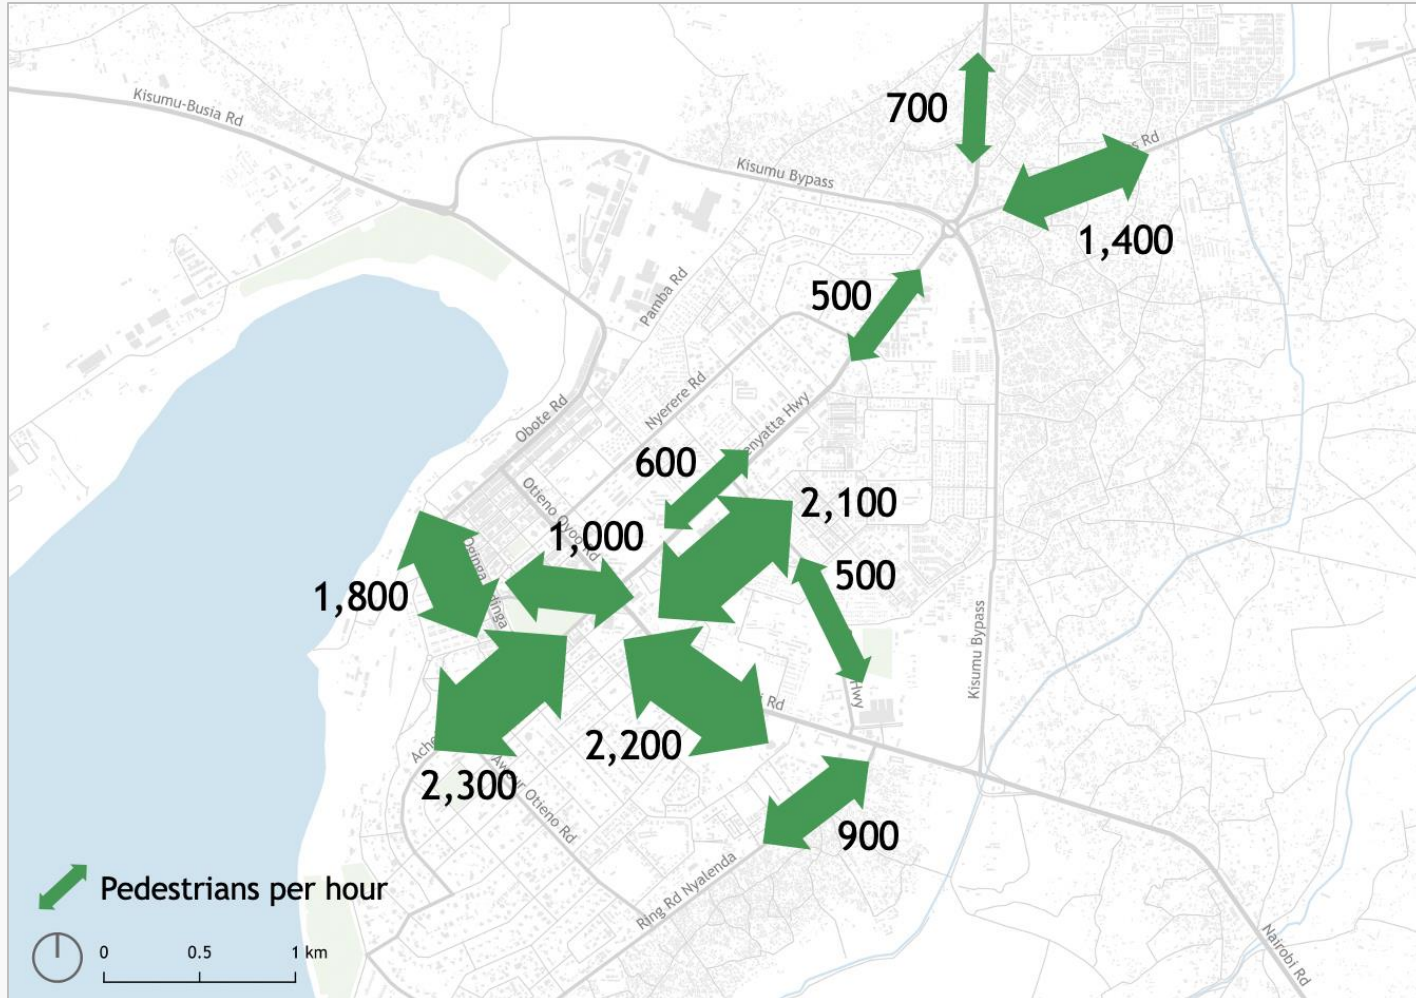 700
Kisumu-Busia Rd
Kisumu Bypass
1,400
500
Pamba Rd
Nyerere Rd
Obote Rd
600
2,100
Otieno Oyoo Rd
1,000
500
1,800
Kisumu Bypass
Hwy
Rd
2,200
2,300
Otieno Rd
900
Ring Rd Nyalenda
Pedestrians per hour
0 0.5 1 km
Nairobi Rd